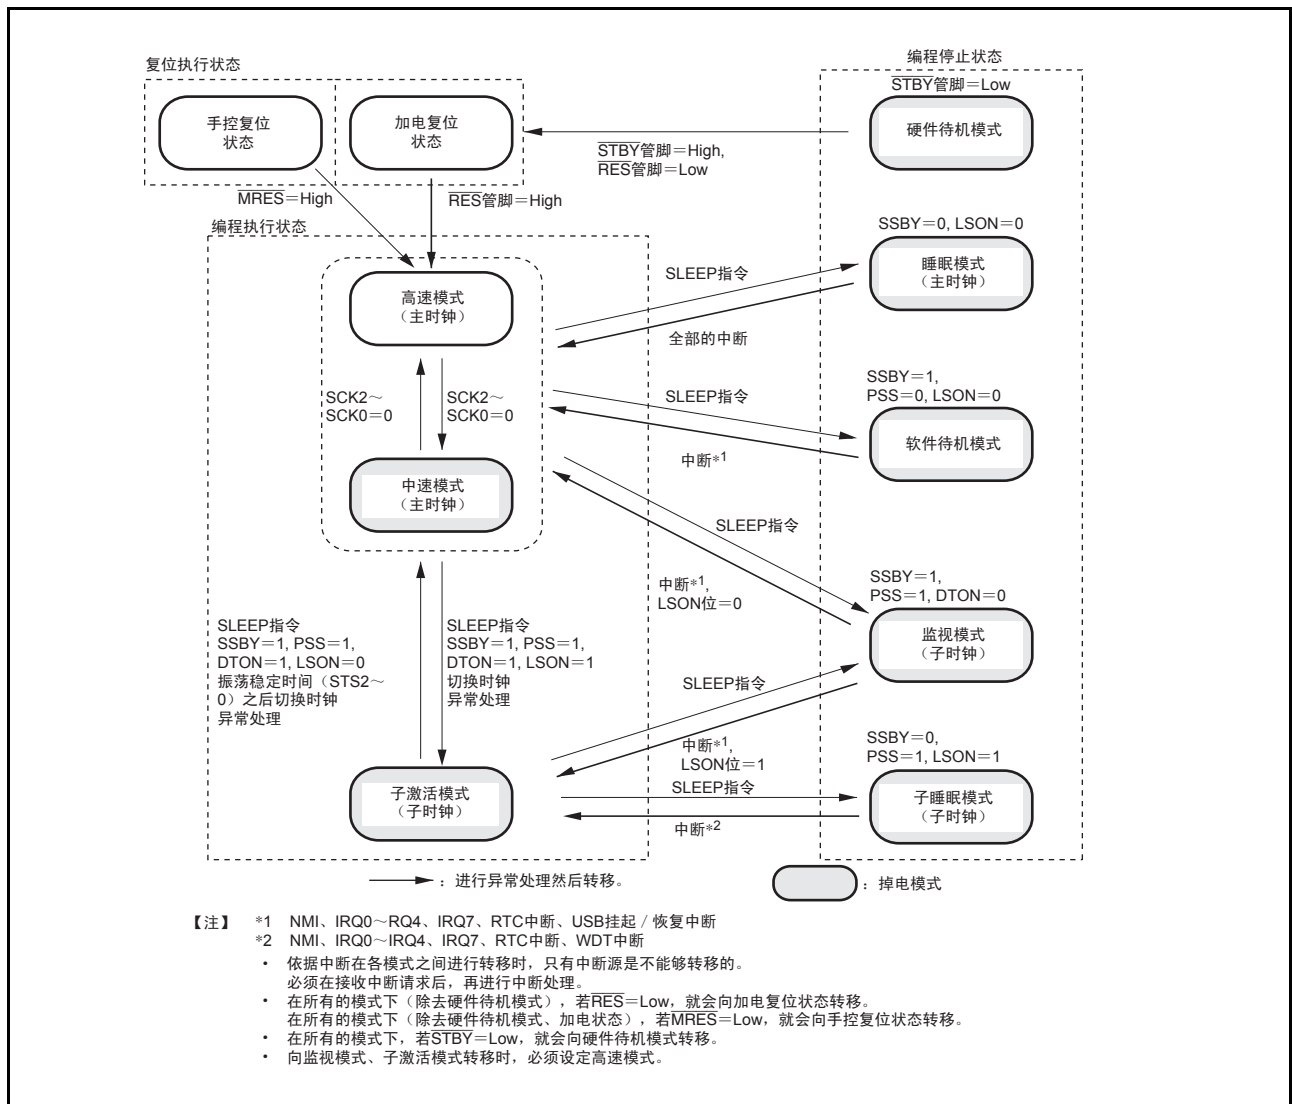 复位执行状态
编程停止状态
STBY管脚＝Low
手控复位
状态
加电复位
状态
硬件待机模式
STBY管脚＝High,
RES管脚＝Low
MRES＝High
RES管脚＝High
编程执行状态
SSBY＝0, LSON＝0
高速模式
（主时钟）
SLEEP指令
睡眠模式
（主时钟）
全部的中断
SCK2～
SCK0＝0
SCK2～
SCK0＝0
SLEEP指令
SSBY＝1,
PSS＝0, LSON＝0
软件待机模式
中断*1
中速模式
（主时钟）
SLEEP指令
中断*1,
LSON位＝0
SSBY＝1,
PSS＝1, DTON＝0
监视模式
（子时钟）
SLEEP指令
SSBY＝1, PSS＝1,
DTON＝1, LSON＝0
振荡稳定时间（STS2～
0）之后切换时钟
异常处理
SLEEP指令
SSBY＝1, PSS＝1,
DTON＝1, LSON＝1
切换时钟
异常处理
SLEEP指令
中断*1,
LSON位＝1
SSBY＝0,
PSS＝1, LSON＝1
子激活模式
（子时钟）
SLEEP指令
子睡眠模式
（子时钟）
中断*2
：进行异常处理然后转移。
：掉电模式
【注】 *1 NMI、IRQ0～RQ4、IRQ7、RTC中断、USB挂起／恢复中断
*2 NMI、IRQ0～IRQ4、IRQ7、RTC中断、WDT中断
・ 依据中断在各模式之间进行转移时，只有中断源是不能够转移的。
必须在接收中断请求后，再进行中断处理。
・ 在所有的模式下（除去硬件待机模式），若RES＝Low，就会向加电复位状态转移。
在所有的模式下（除去硬件待机模式、加电状态），若MRES＝Low，就会向手控复位状态转移。
・ 在所有的模式下，若STBY＝Low，就会向硬件待机模式转移。
・ 向监视模式、子激活模式转移时，必须设定高速模式。